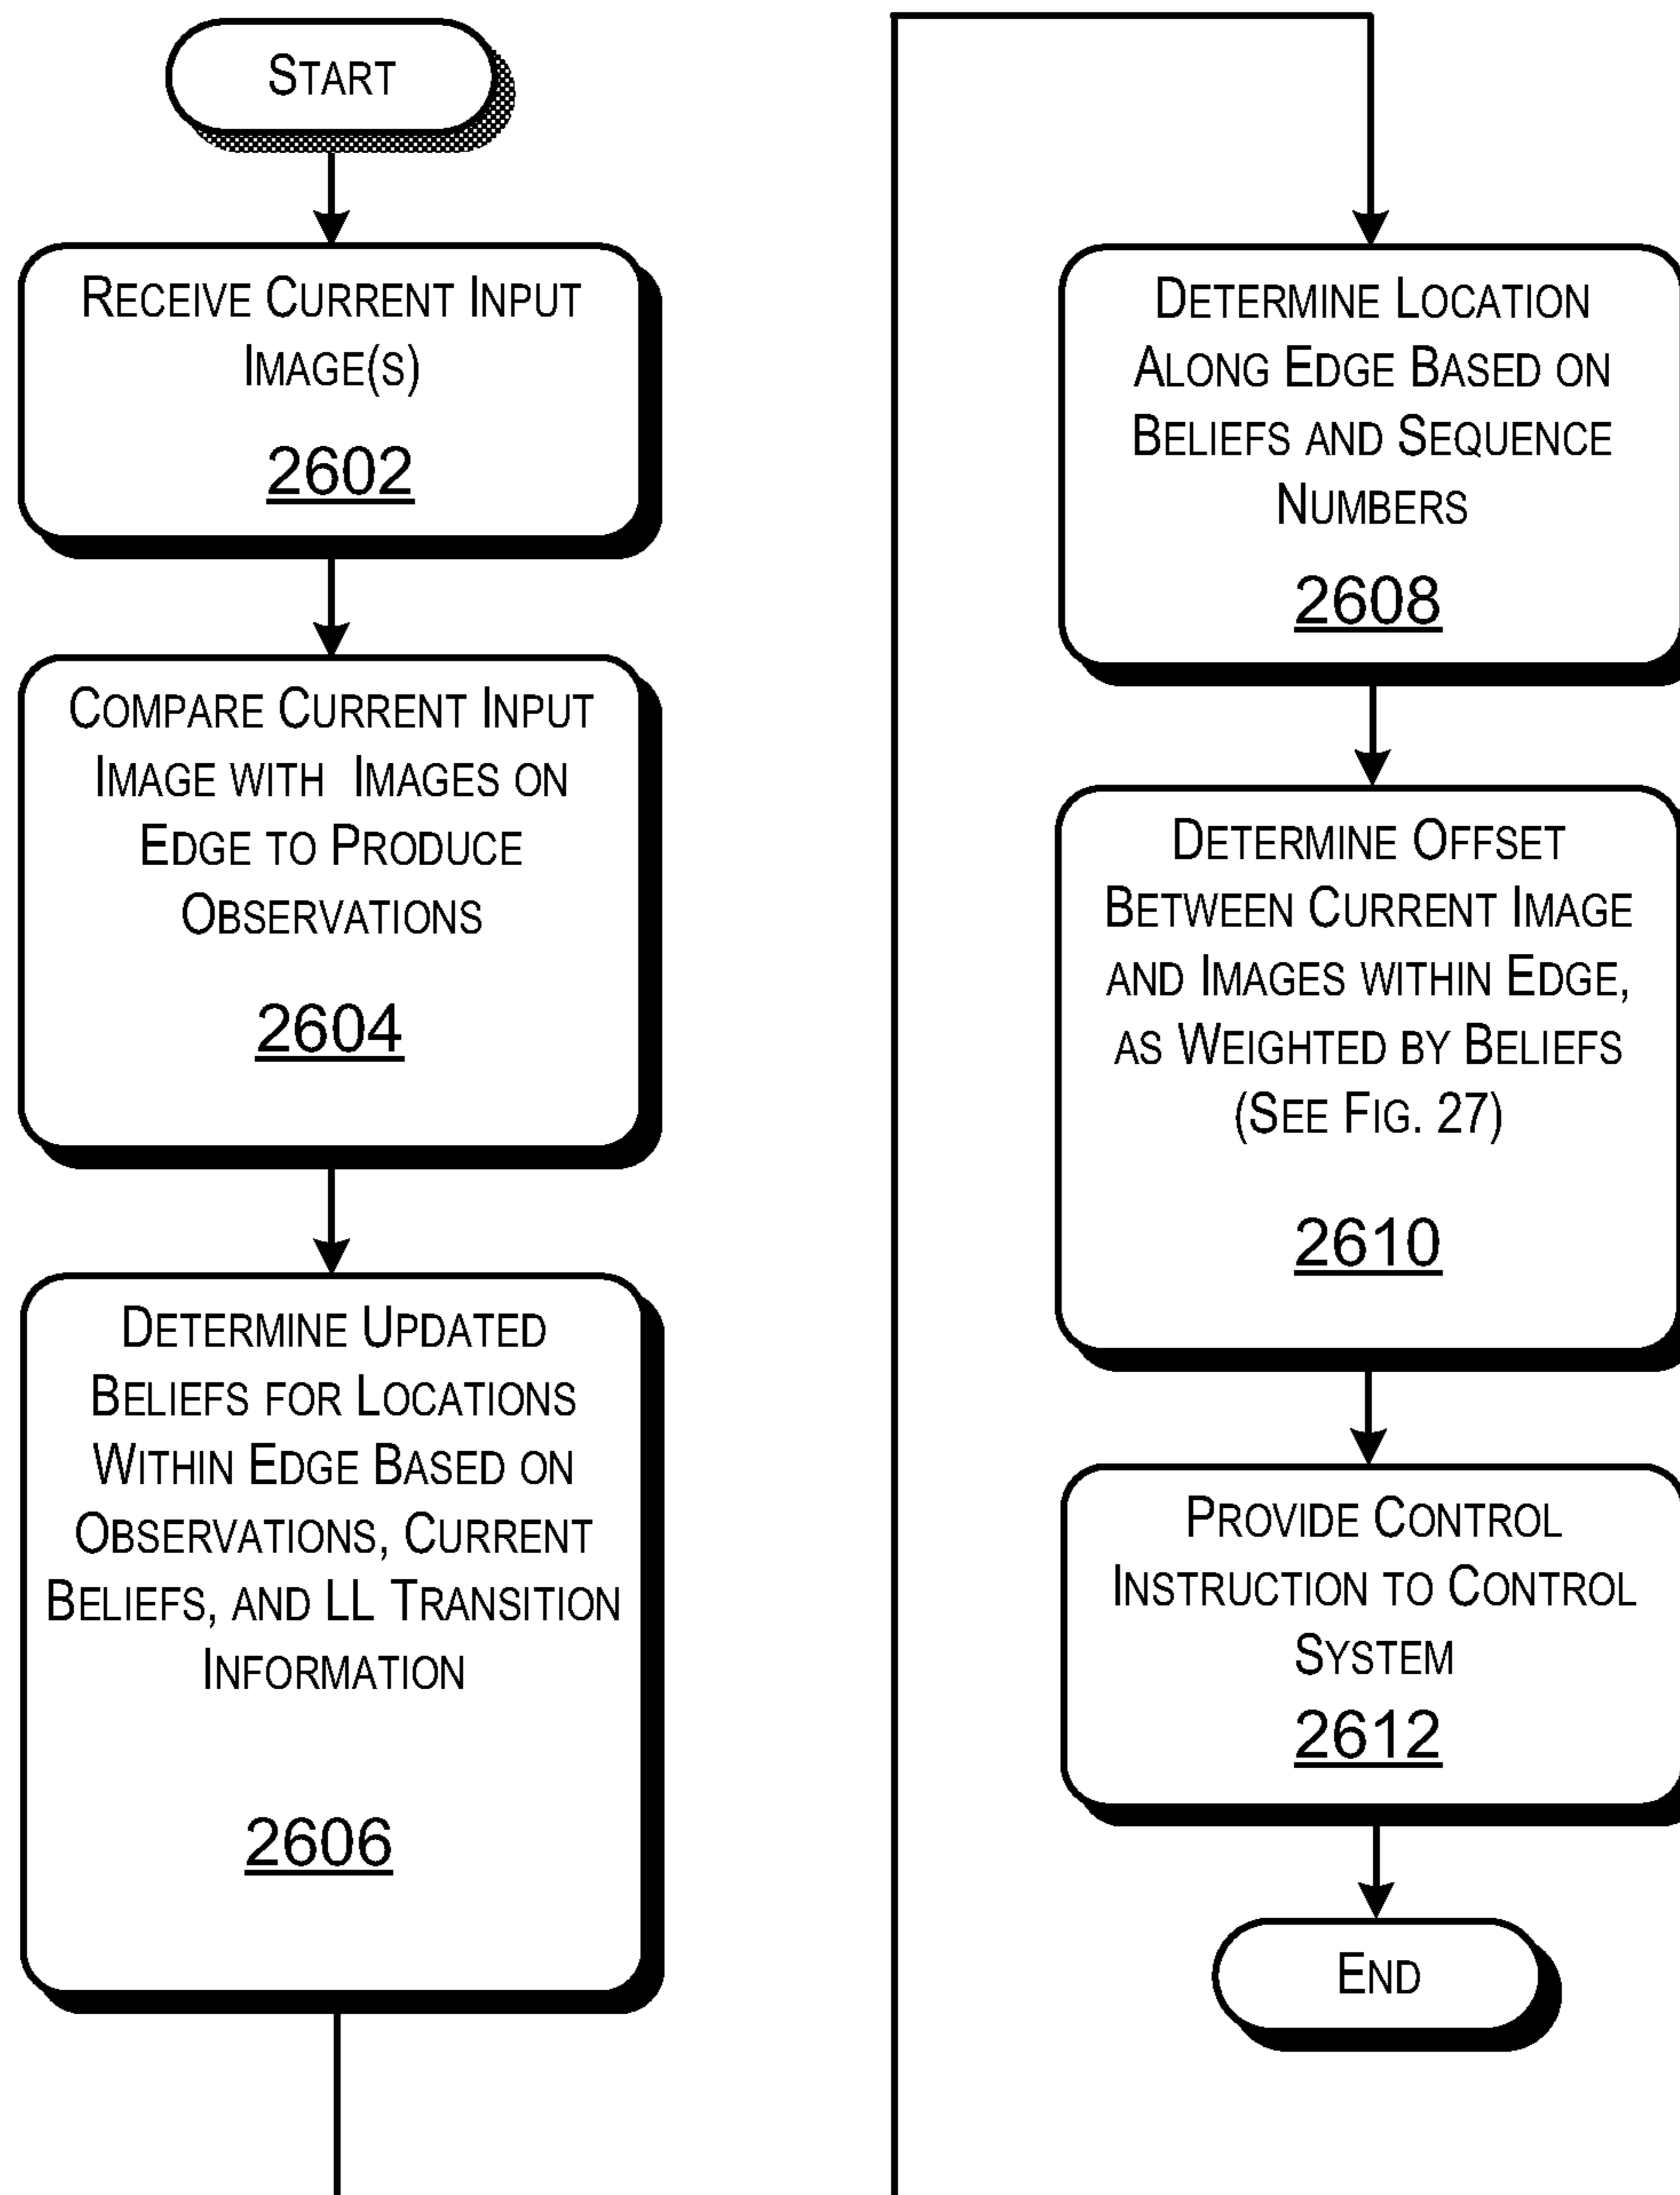 START
RECEIVE CURRENT INPUT
IMAGE(S)
2602
COMPARE CURRENT INPUT
IMAGE WITH IMAGES ON
EDGE TO PRODUCE
OBSERVATIONS
2604
DETERMINE UPDATED
BELIEFS FOR LOCATIONS
WITHIN EDGE BASED ON
OBSERVATIONS, CURRENT
BELIEFS, AND LL TRANSITION
INFORMATION
2606
DETERMINE LOCATION
ALONG EDGE BASED ON
BELIEFS AND SEQUENCE
NUMBERS
2608
DETERMINE OFFSET
BETWEEN CURRENT IMAGE
AND IMAGES WITHIN EDGE,
AS WEIGHTED BY BELIEFS
(SEE FIG. 27)
2610
PROVIDE CONTROL
INSTRUCTION TO CONTROL
SYSTEM
2612
END